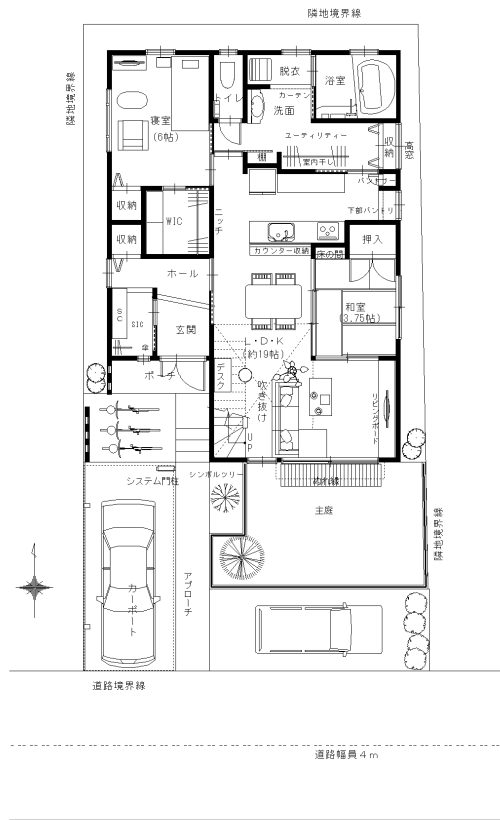 隣地境界線
隣地境界線
脱衣
浴室
トイレ
カーテン
洗面
寝室
(6帖)
ユーティリティー
収納
高窓
棚
室内干し
パントリー
収納
WIC
ニッチ
下部パントリ
収納
押入
カウンター収納
床の間
ホール
SC
SIC
玄関
和室
(3.75帖)
L・D・K
(約19帖)
傘
ポーチ
デスク
吹き抜け
リビングボード
UP
システム門柱
シンボルツリー
ぬれ縁
主庭
隣地境界線
カーポート
アプローチ
道路境界線
道路幅員4m